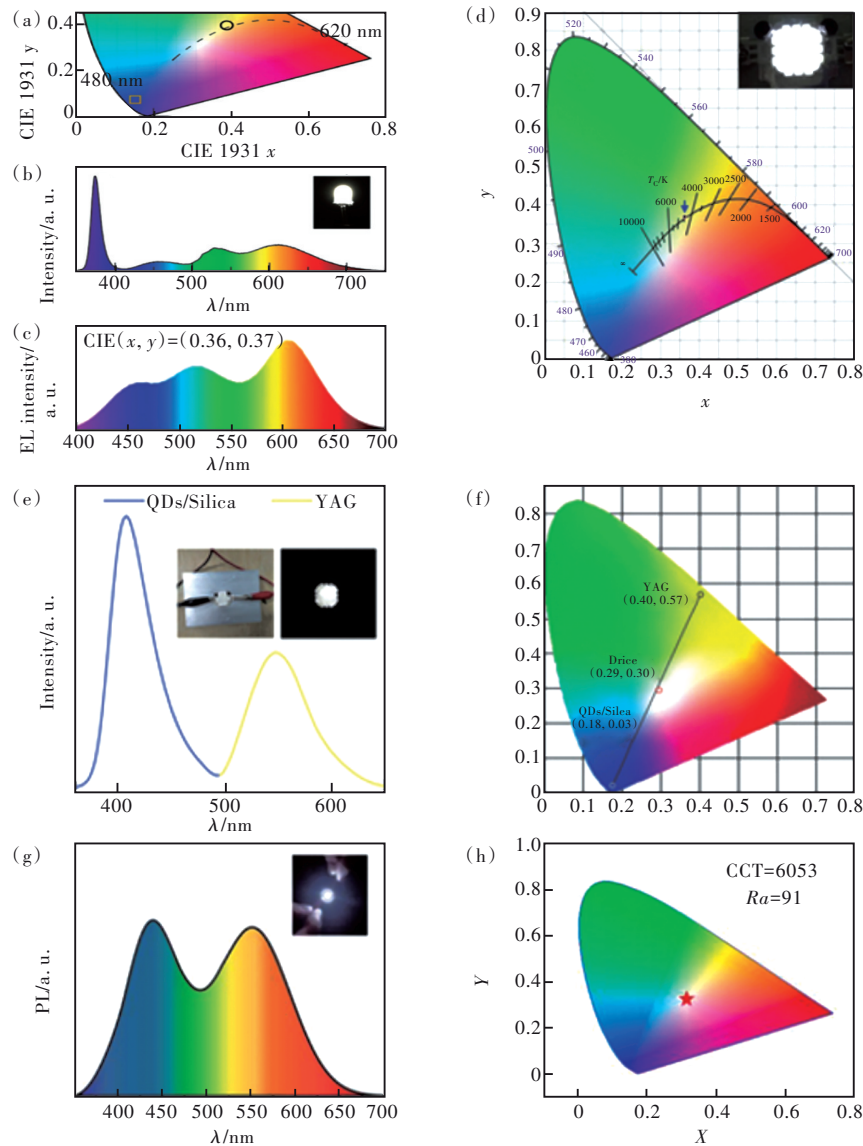 (a)
CIE 1931 y
0.4
0.2
0
620 nm
480 nm
0 0.2 0.4 0.6 0.8
CIE 1931 x
(b)
Intensity/a. u.
400 500 600 700
λ/nm
(c)
CIE(x, y)=(0.36, 0.37)
EL intensity/
a. u.
400 450 500 550 600 650 700
λ/nm
(d)
y
0.9
0.8
0.7
0.6
0.5
0.4
0.3
0.2
0.1
0
520
540
560
500
580
T_C/K
3000 2500
4000
6000
600
2000 1500
10000
620
∞
490
700
480
470
460
380
0 0.1 0.2 0.3 0.4 0.5 0.6 0.7 0.8
x
(e)
QDs/Silica YAG
Intensity/a. u.
400 500 600
λ/nm
(f)
0.8
0.7
0.6
0.5
0.4
0.3
0.2
0.1
0
YAG
(0.40, 0.57)
Drice
(0.29, 0.30)
QDs/Silea
(0.18, 0.03)
0 0.1 0.2 0.3 0.4 0.5 0.6 0.7 0.8
(g)
PL/a. u.
400 450 500 550 600 650 700
λ/nm
(h)
Y
1.0
0.8
0.6
0.4
0.2
0
CCT=6053
Ra=91
0 0.2 0.4 0.6 0.8
X